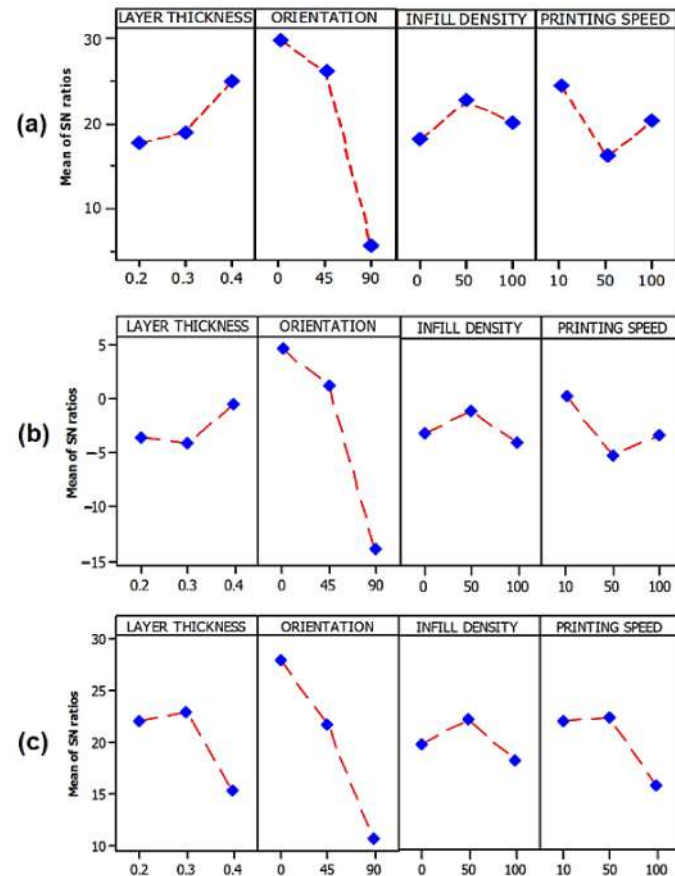 LAYER THICKNESS ORIENTATION INFILL DENSITY PRINTING SPEED
30
(a)
20
Mean of SN ratios
10
0.2 0.3 0.4 0 45 90 0 50 100 10 50 100
LAYER THICKNESS ORIENTATION INFILL DENSITY PRINTING SPEED
5
0
(b)
-5
Mean of SN ratios
-10
-15
0.2 0.3 0.4 0 45 90 0 50 100 10 50 100
LAYER THICKNESS ORIENTATION INFILL DENSITY PRINTING SPEED
30
25
(c)
20
Mean of SN ratios
15
10
0.2 0.3 0.4 0 45 90 0 50 100 10 50 100